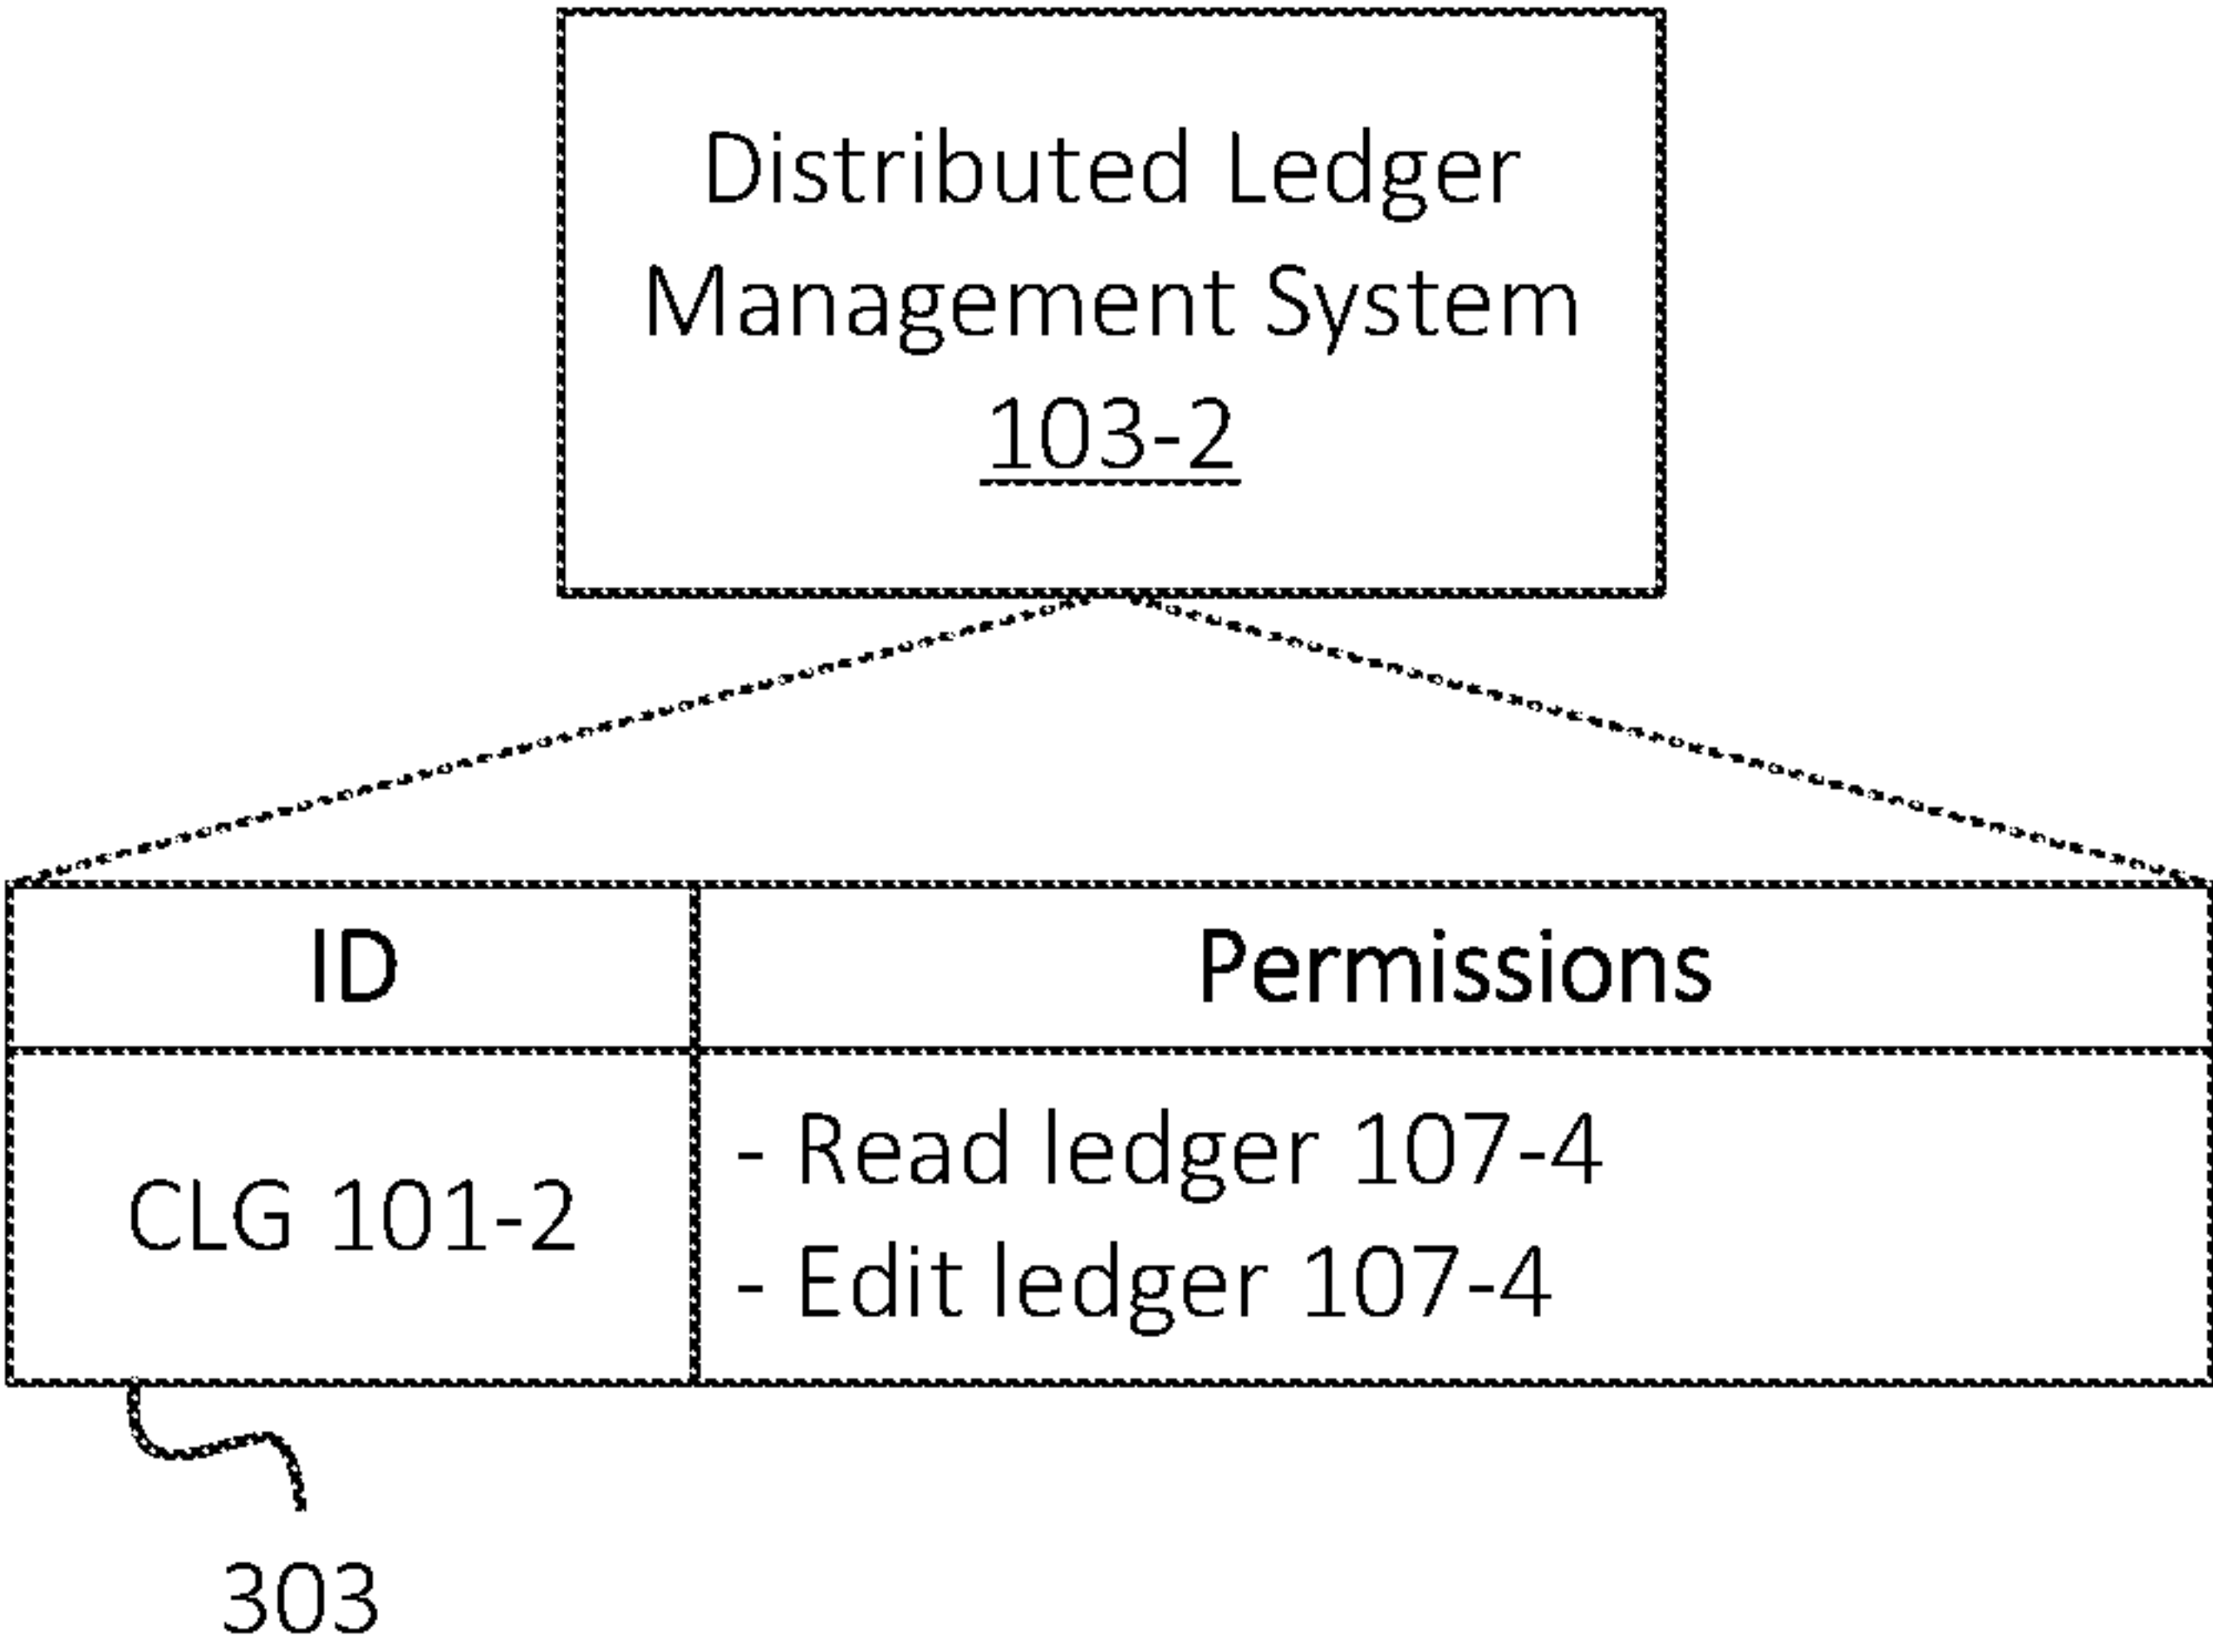 Distributed Ledger
Management System
103-2
ID
Permissions
CLG 101-2
- Read ledger 107-4
- Edit ledger 107-4
303